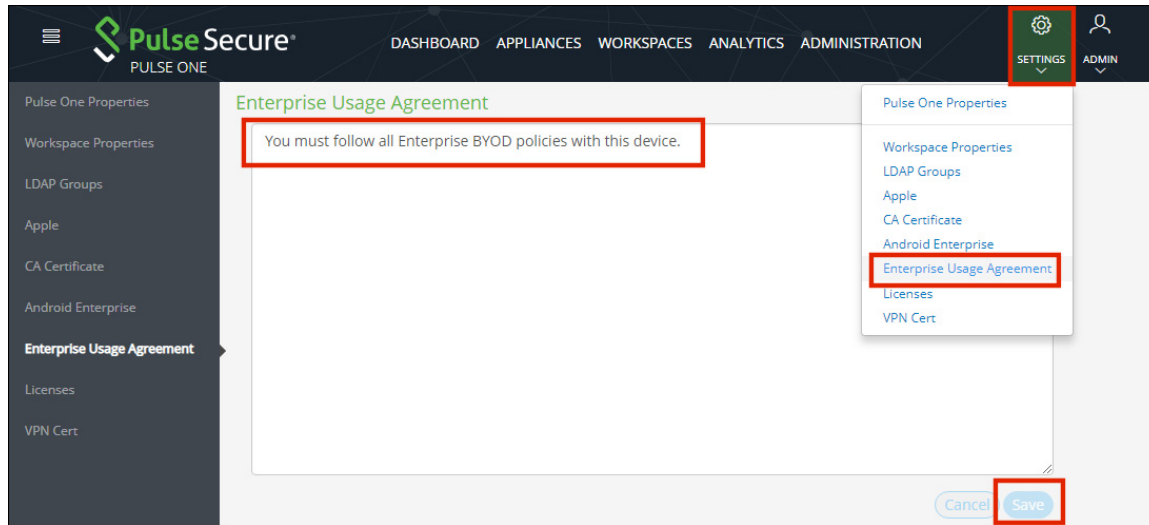 Pulse Secure®
PULSE ONE
DASHBOARD APPLIANCES WORKSPACES ANALYTICS ADMINISTRATION
SETTINGS
ADMIN
Pulse One Properties
Workspace Properties
LDAP Groups
Apple
CA Certificate
Android Enterprise
Enterprise Usage Agreement
Licenses
VPN Cert
Enterprise Usage Agreement
You must follow all Enterprise BYOD policies with this device.
Pulse One Properties
Workspace Properties
LDAP Groups
Apple
CA Certificate
Android Enterprise
Enterprise Usage Agreement
Licenses
VPN Cert
Cancel Save